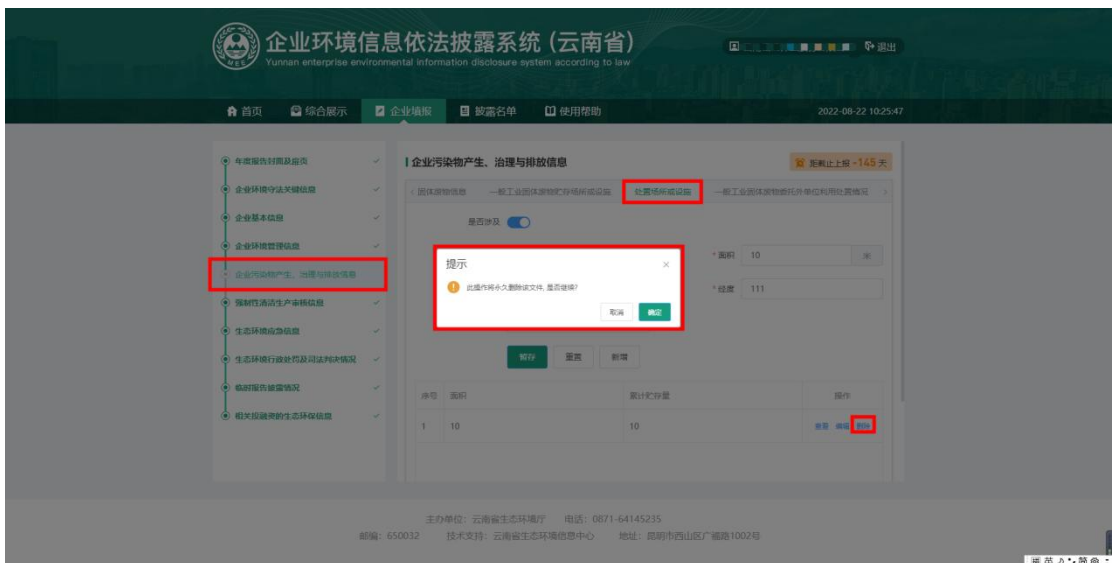 企业环境信息依法披露系统 (云南省)
Yunnan enterprise environmental information disclosure system according to law
MEE
退出
首页 综合展示 企业填报 披露名单 使用帮助 2022-08-22 10:25:47
年度报告封面及扉页
企业环境守法关键信息
企业基本信息
企业环境管理信息
企业污染物产生、治理与排放信息
强制性清洁生产审核信息
生态环境应急信息
生态环境行政处罚及司法判决情况
临时报告披露情况
相关投融资的生态环保信息
企业污染物产生、治理与排放信息
距截止上报 -145 天
固体废物信息 一般工业固体废物贮存场所或设施 处置场所或设施 一般工业固体废物委托外单位利用处置情况
是否涉及
* 面积 10
* 经度 111
提示
此操作将永久删除该文件, 是否继续?
取消 确定
暂存 重置 新增
序号 面积 累计贮存量 操作
1 10 10 查看 编辑 删除
主办单位: 云南省生态环境厅 电话: 0871-64145235
邮编: 650032 技术支持: 云南省生态环境信息中心 地址: 昆明市西山区广福路1002号
英 简